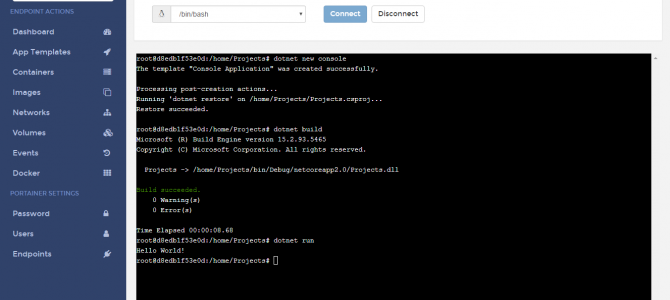 ENDPOINT ACTIONS
Dashboard
App Templates
Containers
Images
Networks
Volumes
Events
Docker
PORTAINER SETTINGS
Password
Users
Endpoints
/bin/bash
Connect
Disconnect
root@d8edb1f53e0d:/home/Projects# dotnet new console
The template "Console Application" was created successfully.
Processing post-creation actions...
Running 'dotnet restore' on /home/Projects/Projects.csproj...
Restore succeeded.
root@d8edb1f53e0d:/home/Projects# dotnet build
Microsoft (R) Build Engine version 15.2.93.5465
Copyright (C) Microsoft Corporation. All rights reserved.
Projects -> /home/Projects/bin/Debug/netcoreapp2.0/Projects.dll
Build succeeded.
0 Warning(s)
0 Error(s)
Time Elapsed 00:00:08.68
root@d8edb1f53e0d:/home/Projects# dotnet run
Hello World!
root@d8edb1f53e0d:/home/Projects#